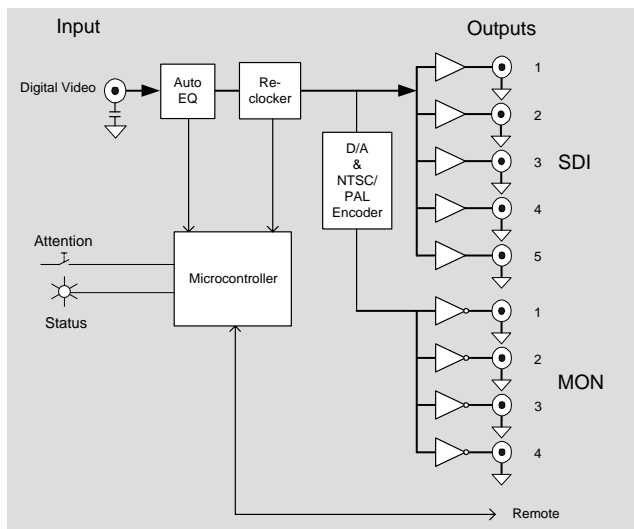 Input
Outputs
Digital Video
Auto
EQ
Re-
clocker
D/A
&
NTSC/
PAL
Encoder
1
2
3
4
5
SDI
Attention
Status
Microcontroller
1
2
3
4
MON
Remote